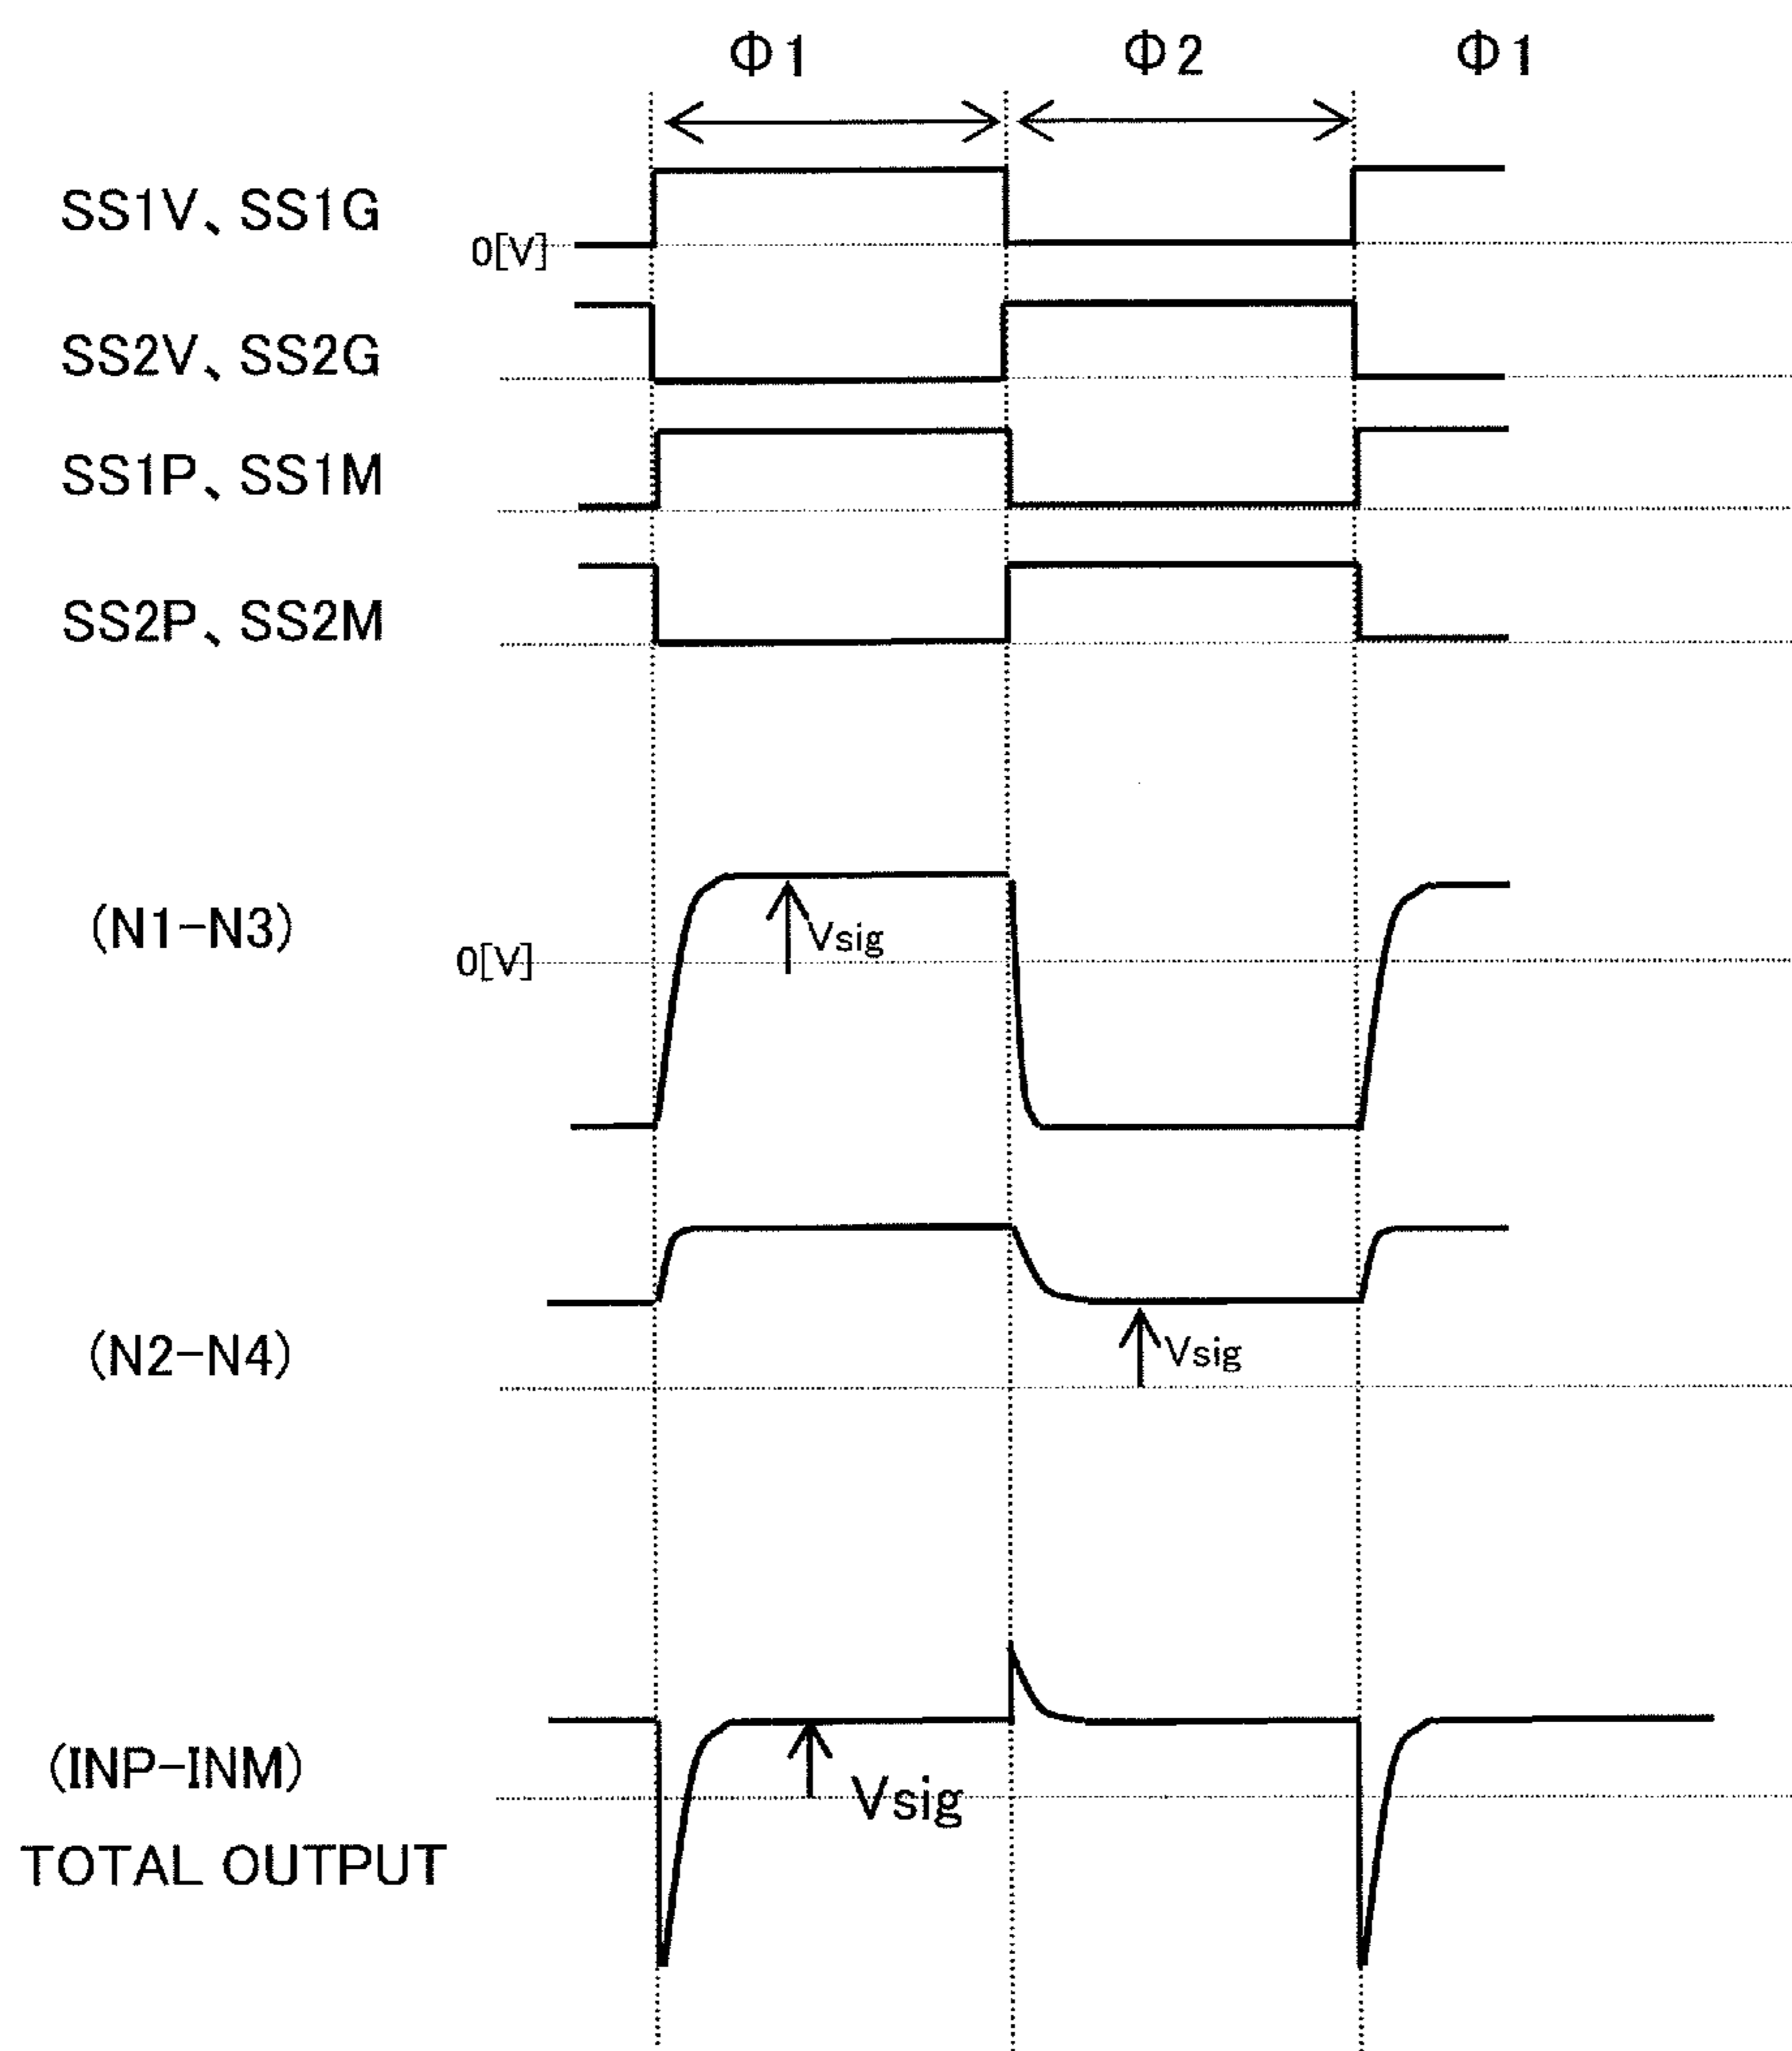 Φ1 Φ2 Φ1
SS1V、SS1G
0[V]
SS2V、SS2G
SS1P、SS1M
SS2P、SS2M
(N1-N3)
Vsig
0[V]
(N2-N4)
Vsig
(INP-INM)
Vsig
TOTAL OUTPUT